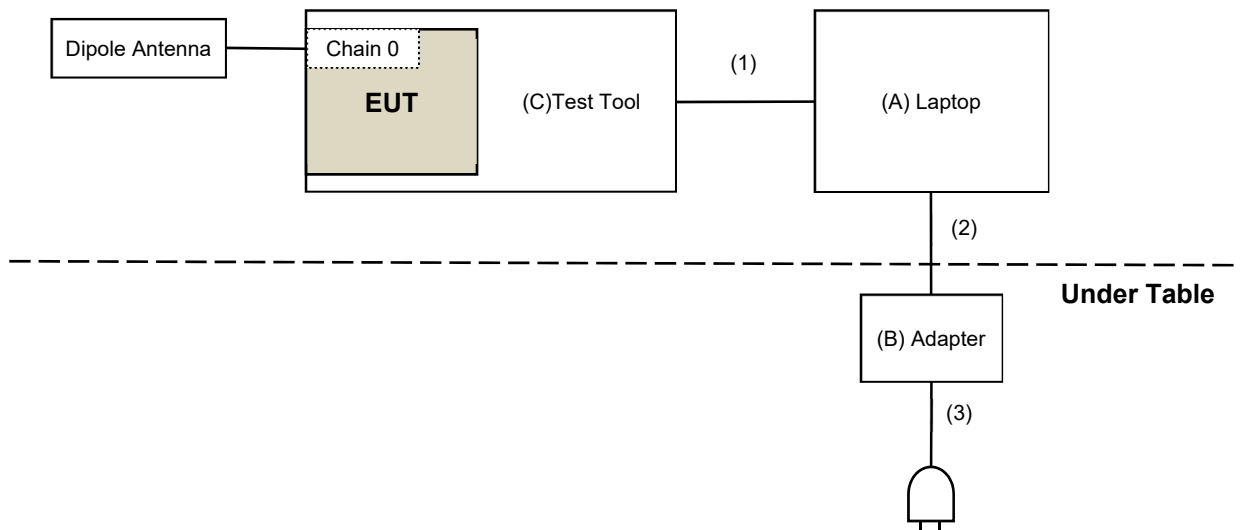 Dipole Antenna
Chain 0
EUT
(C)Test Tool
(1)
(A) Laptop
(2)
Under Table
(B) Adapter
(3)